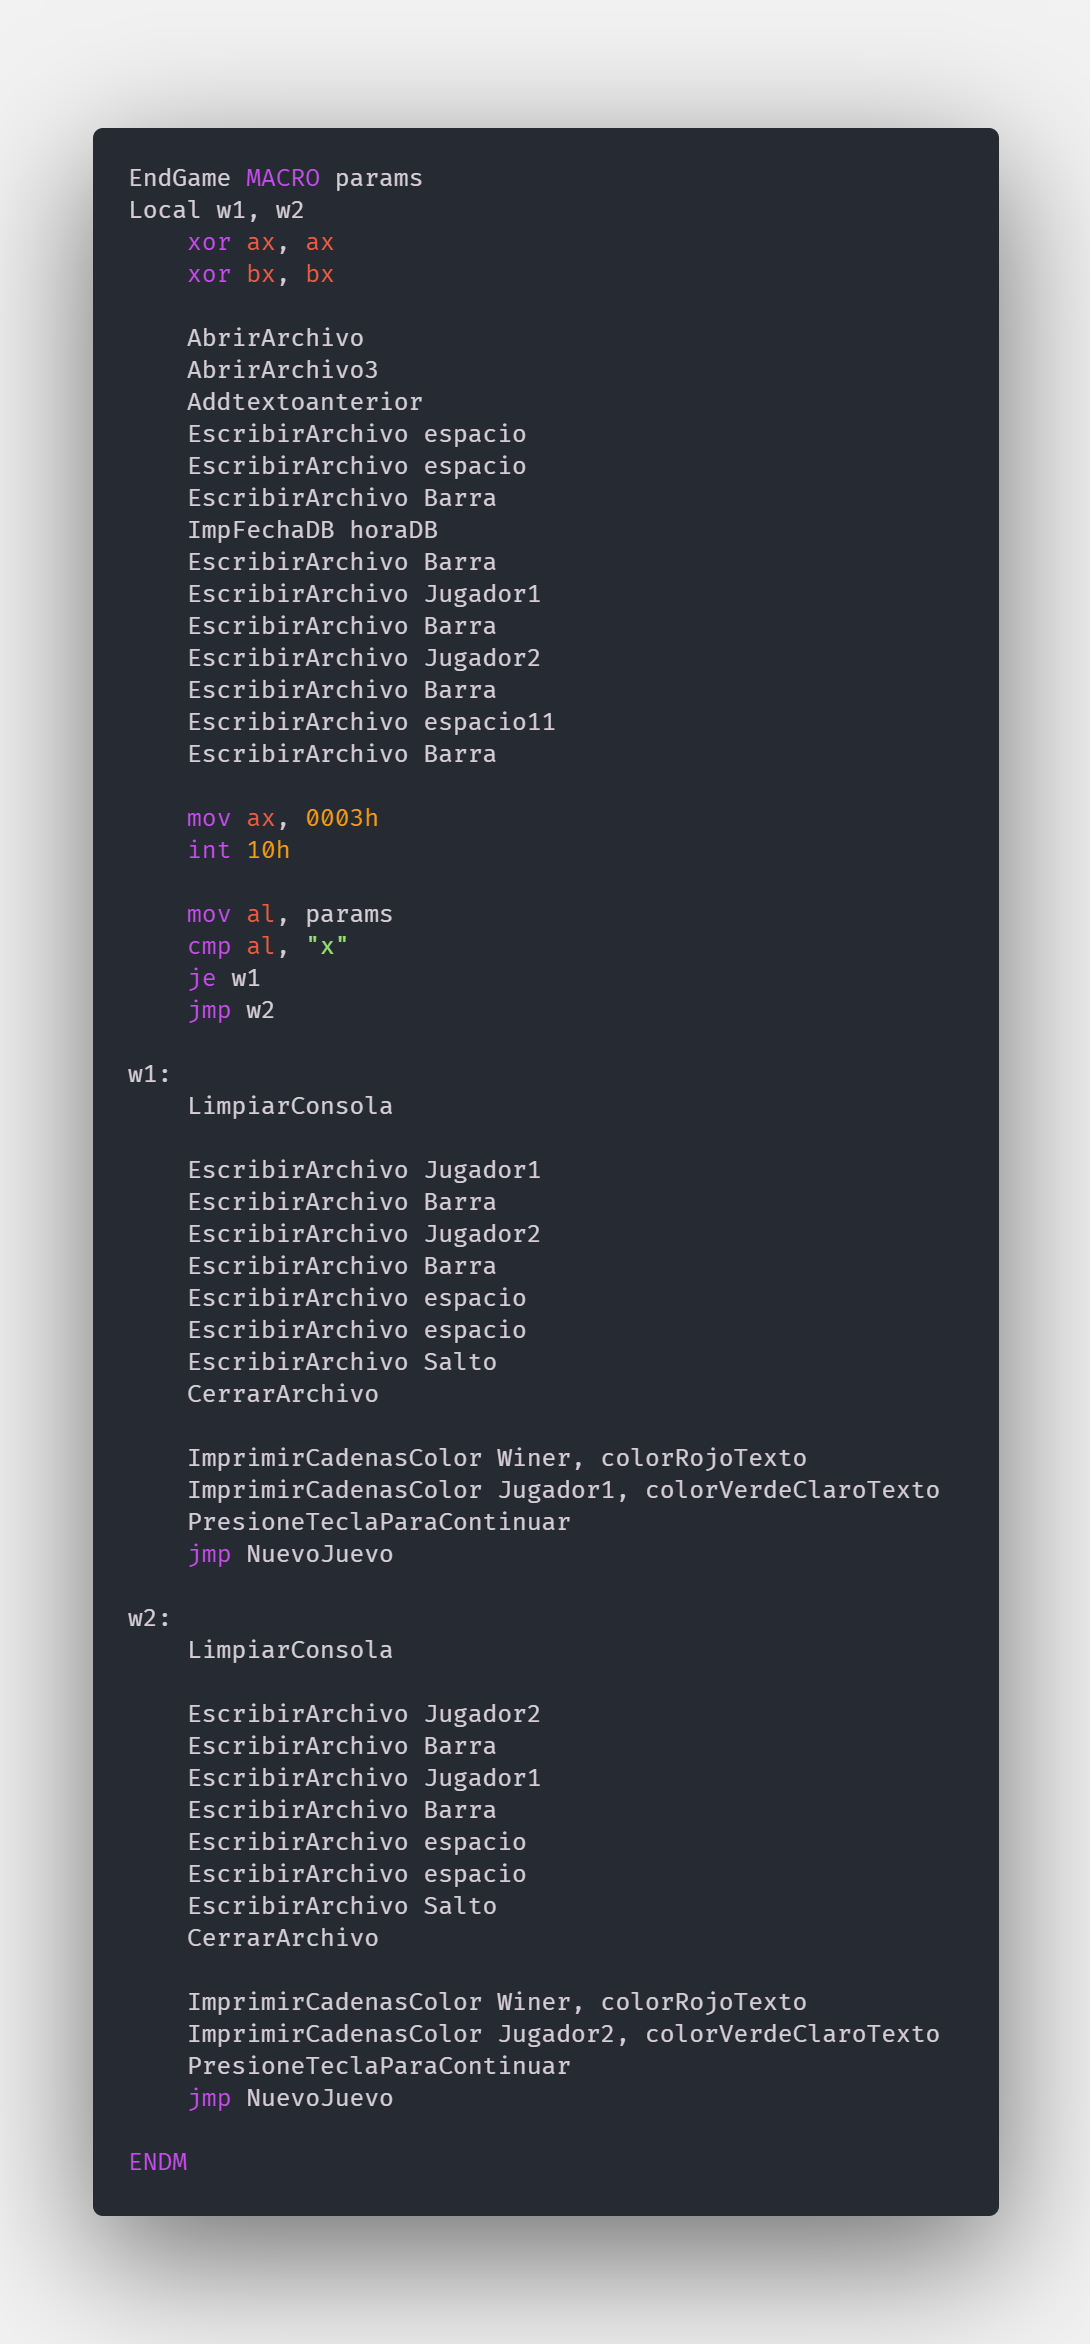 EndGame MACRO params
Local w1, w2
    xor ax, ax
    xor bx, bx

    AbrirArchivo
    AbrirArchivo3
    Addtextoanterior
    EscribirArchivo espacio
    EscribirArchivo espacio
    EscribirArchivo Barra
    ImpFechaDB horaDB
    EscribirArchivo Barra
    EscribirArchivo Jugador1
    EscribirArchivo Barra
    EscribirArchivo Jugador2
    EscribirArchivo Barra
    EscribirArchivo espacio11
    EscribirArchivo Barra

    mov ax, 0003h
    int 10h

    mov al, params
    cmp al, "x"
    je w1
    jmp w2

w1:
    LimpiarConsola

    EscribirArchivo Jugador1
    EscribirArchivo Barra
    EscribirArchivo Jugador2
    EscribirArchivo Barra
    EscribirArchivo espacio
    EscribirArchivo espacio
    EscribirArchivo Salto
    CerrarArchivo

    ImprimirCadenasColor Winer, colorRojoTexto
    ImprimirCadenasColor Jugador1, colorVerdeClaroTexto
    PresioneTeclaParaContinuar
    jmp NuevoJuevo

w2:
    LimpiarConsola

    EscribirArchivo Jugador2
    EscribirArchivo Barra
    EscribirArchivo Jugador1
    EscribirArchivo Barra
    EscribirArchivo espacio
    EscribirArchivo espacio
    EscribirArchivo Salto
    CerrarArchivo

    ImprimirCadenasColor Winer, colorRojoTexto
    ImprimirCadenasColor Jugador2, colorVerdeClaroTexto
    PresioneTeclaParaContinuar
    jmp NuevoJuevo

ENDM